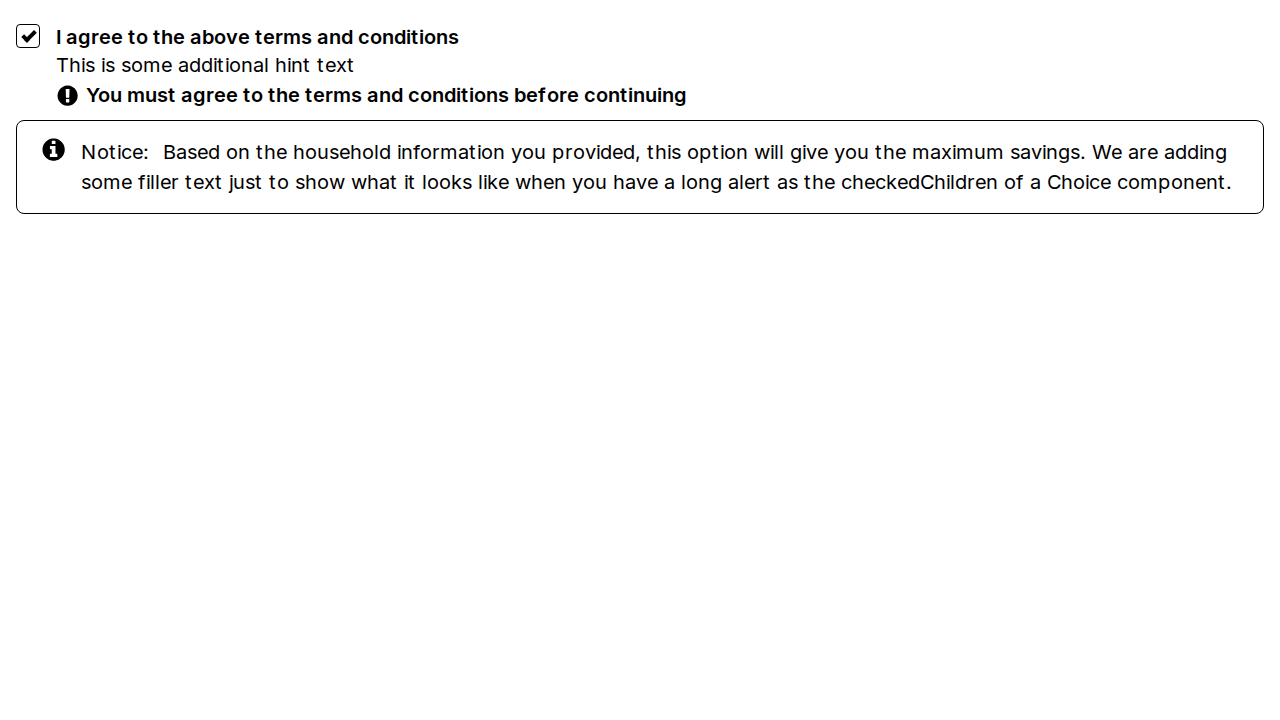 I agree to the above terms and conditions
This is some additional hint text
You must agree to the terms and conditions before continuing
Notice: Based on the household information you provided, this option will give you the maximum savings. We are adding
some filler text just to show what it looks like when you have a long alert as the checkedChildren of a Choice component.